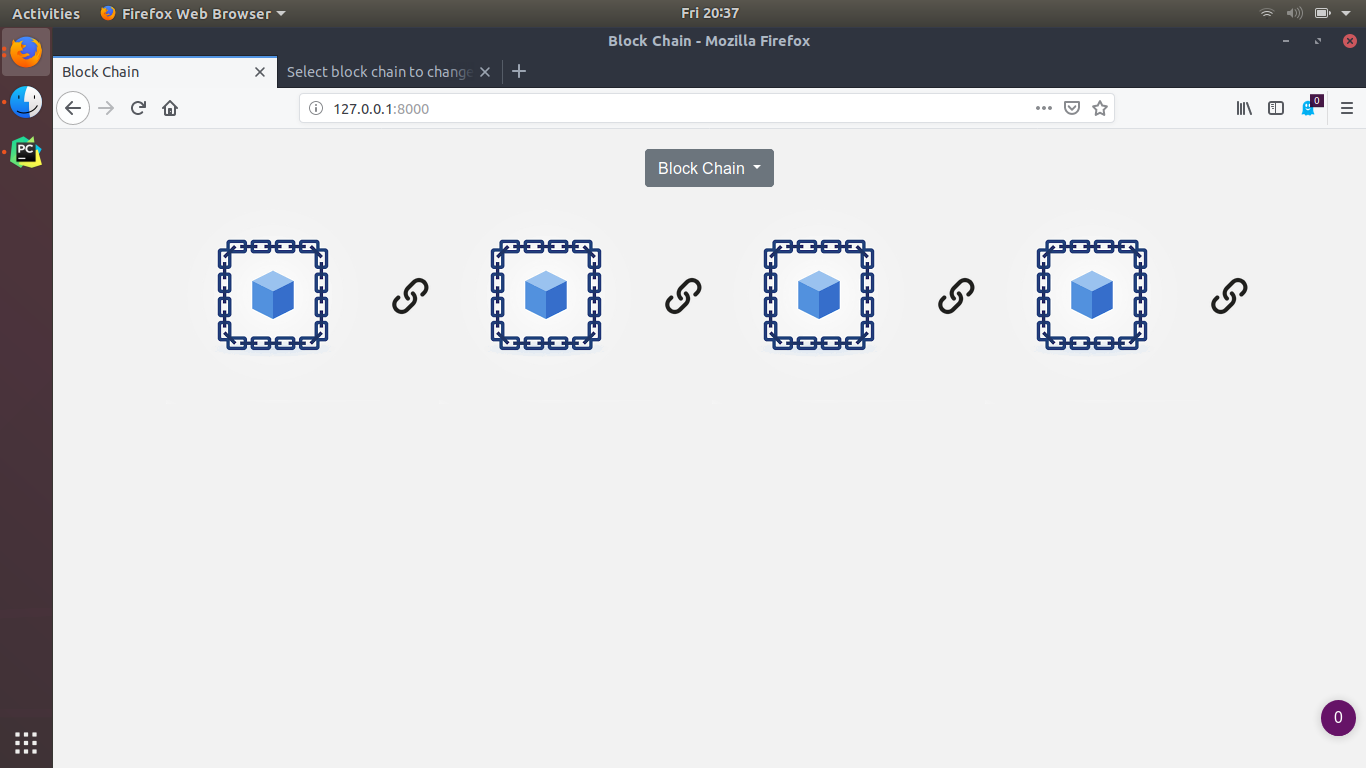 Activities
Firefox Web Browser
Fri 20:37
Block Chain - Mozilla Firefox
Block Chain
Select block chain to change
127.0.0.1:8000
0
PC
Block Chain
0